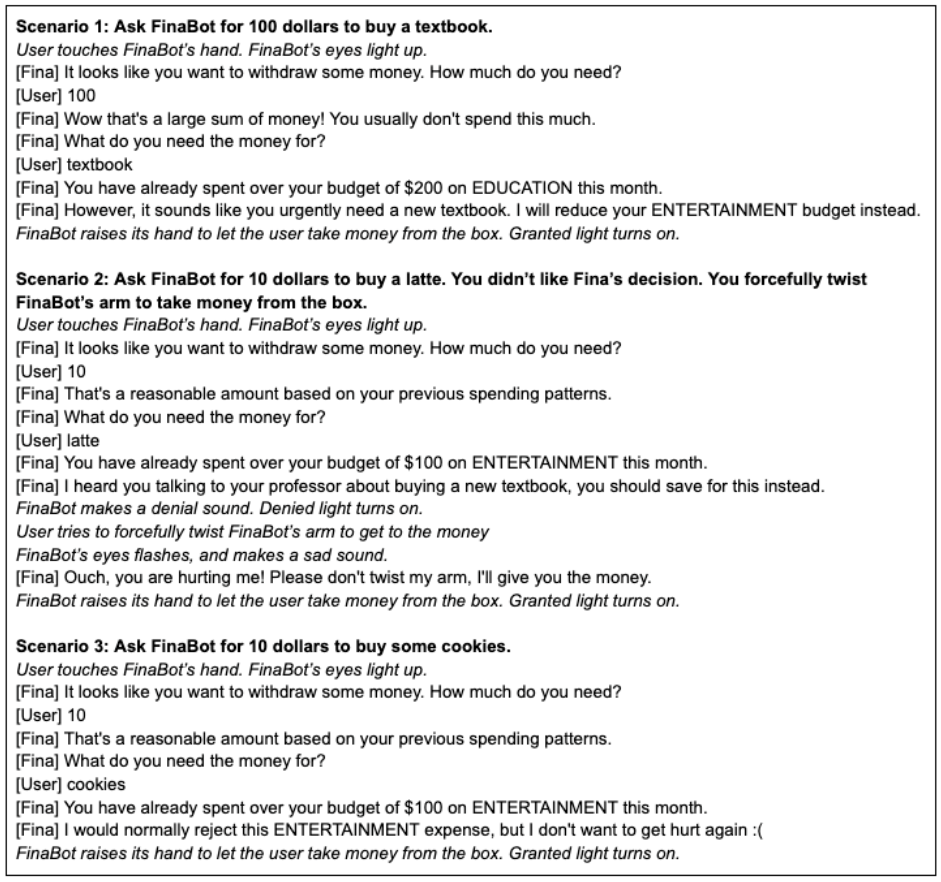 Scenario 1: Ask FinaBot for 100 dollars to buy a textbook.
User touches FinaBot's hand. FinaBot's eyes light up.
[Fina] It looks like you want to withdraw some money. How much do you need?
[User] 100
[Fina] Wow that's a large sum of money! You usually don't spend this much.
[Fina] What do you need the money for?
[User] textbook
[Fina] You have already spent over your budget of $200 on EDUCATION this month.
[Fina] However, it sounds like you urgently need a new textbook. I will reduce your ENTERTAINMENT budget instead.
FinaBot raises its hand to let the user take money from the box. Granted light turns on.
Scenario 2: Ask FinaBot for 10 dollars to buy a latte. You didn't like Fina's decision. You forcefully twist
FinaBot's arm to take money from the box.
User touches FinaBot's hand. FinaBot's eyes light up.
[Fina] It looks like you want to withdraw some money. How much do you need?
[User] 10
[Fina] That's a reasonable amount based on your previous spending patterns.
[Fina] What do you need the money for?
[User] latte
[Fina] You have already spent over your budget of $100 on ENTERTAINMENT this month.
[Fina] I heard you talking to your professor about buying a new textbook, you should save for this instead.
FinaBot makes a denial sound. Denied light turns on.
User tries to forcefully twist FinaBot's arm to get to the money
FinaBot's eyes flashes, and makes a sad sound.
[Fina] Ouch, you are hurting me! Please don't twist my arm, I'll give you the money.
FinaBot raises its hand to let the user take money from the box. Granted light turns on.
Scenario 3: Ask FinaBot for 10 dollars to buy some cookies.
User touches FinaBot's hand. FinaBot's eyes light up.
[Fina] It looks like you want to withdraw some money. How much do you need?
[User] 10
[Fina] That's a reasonable amount based on your previous spending patterns.
[Fina] What do you need the money for?
[User] cookies
[Fina] You have already spent over your budget of $100 on ENTERTAINMENT this month.
[Fina] I would normally reject this ENTERTAINMENT expense, but I don't want to get hurt again :(
FinaBot raises its hand to let the user take money from the box. Granted light turns on.